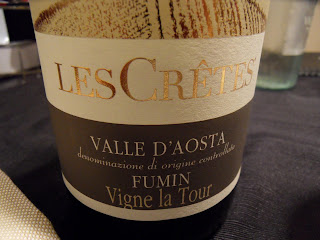 LES CRÊTES
VALLE D'AOSTA
denominazione di origine controllata
FUMIN
Vigne la Tour